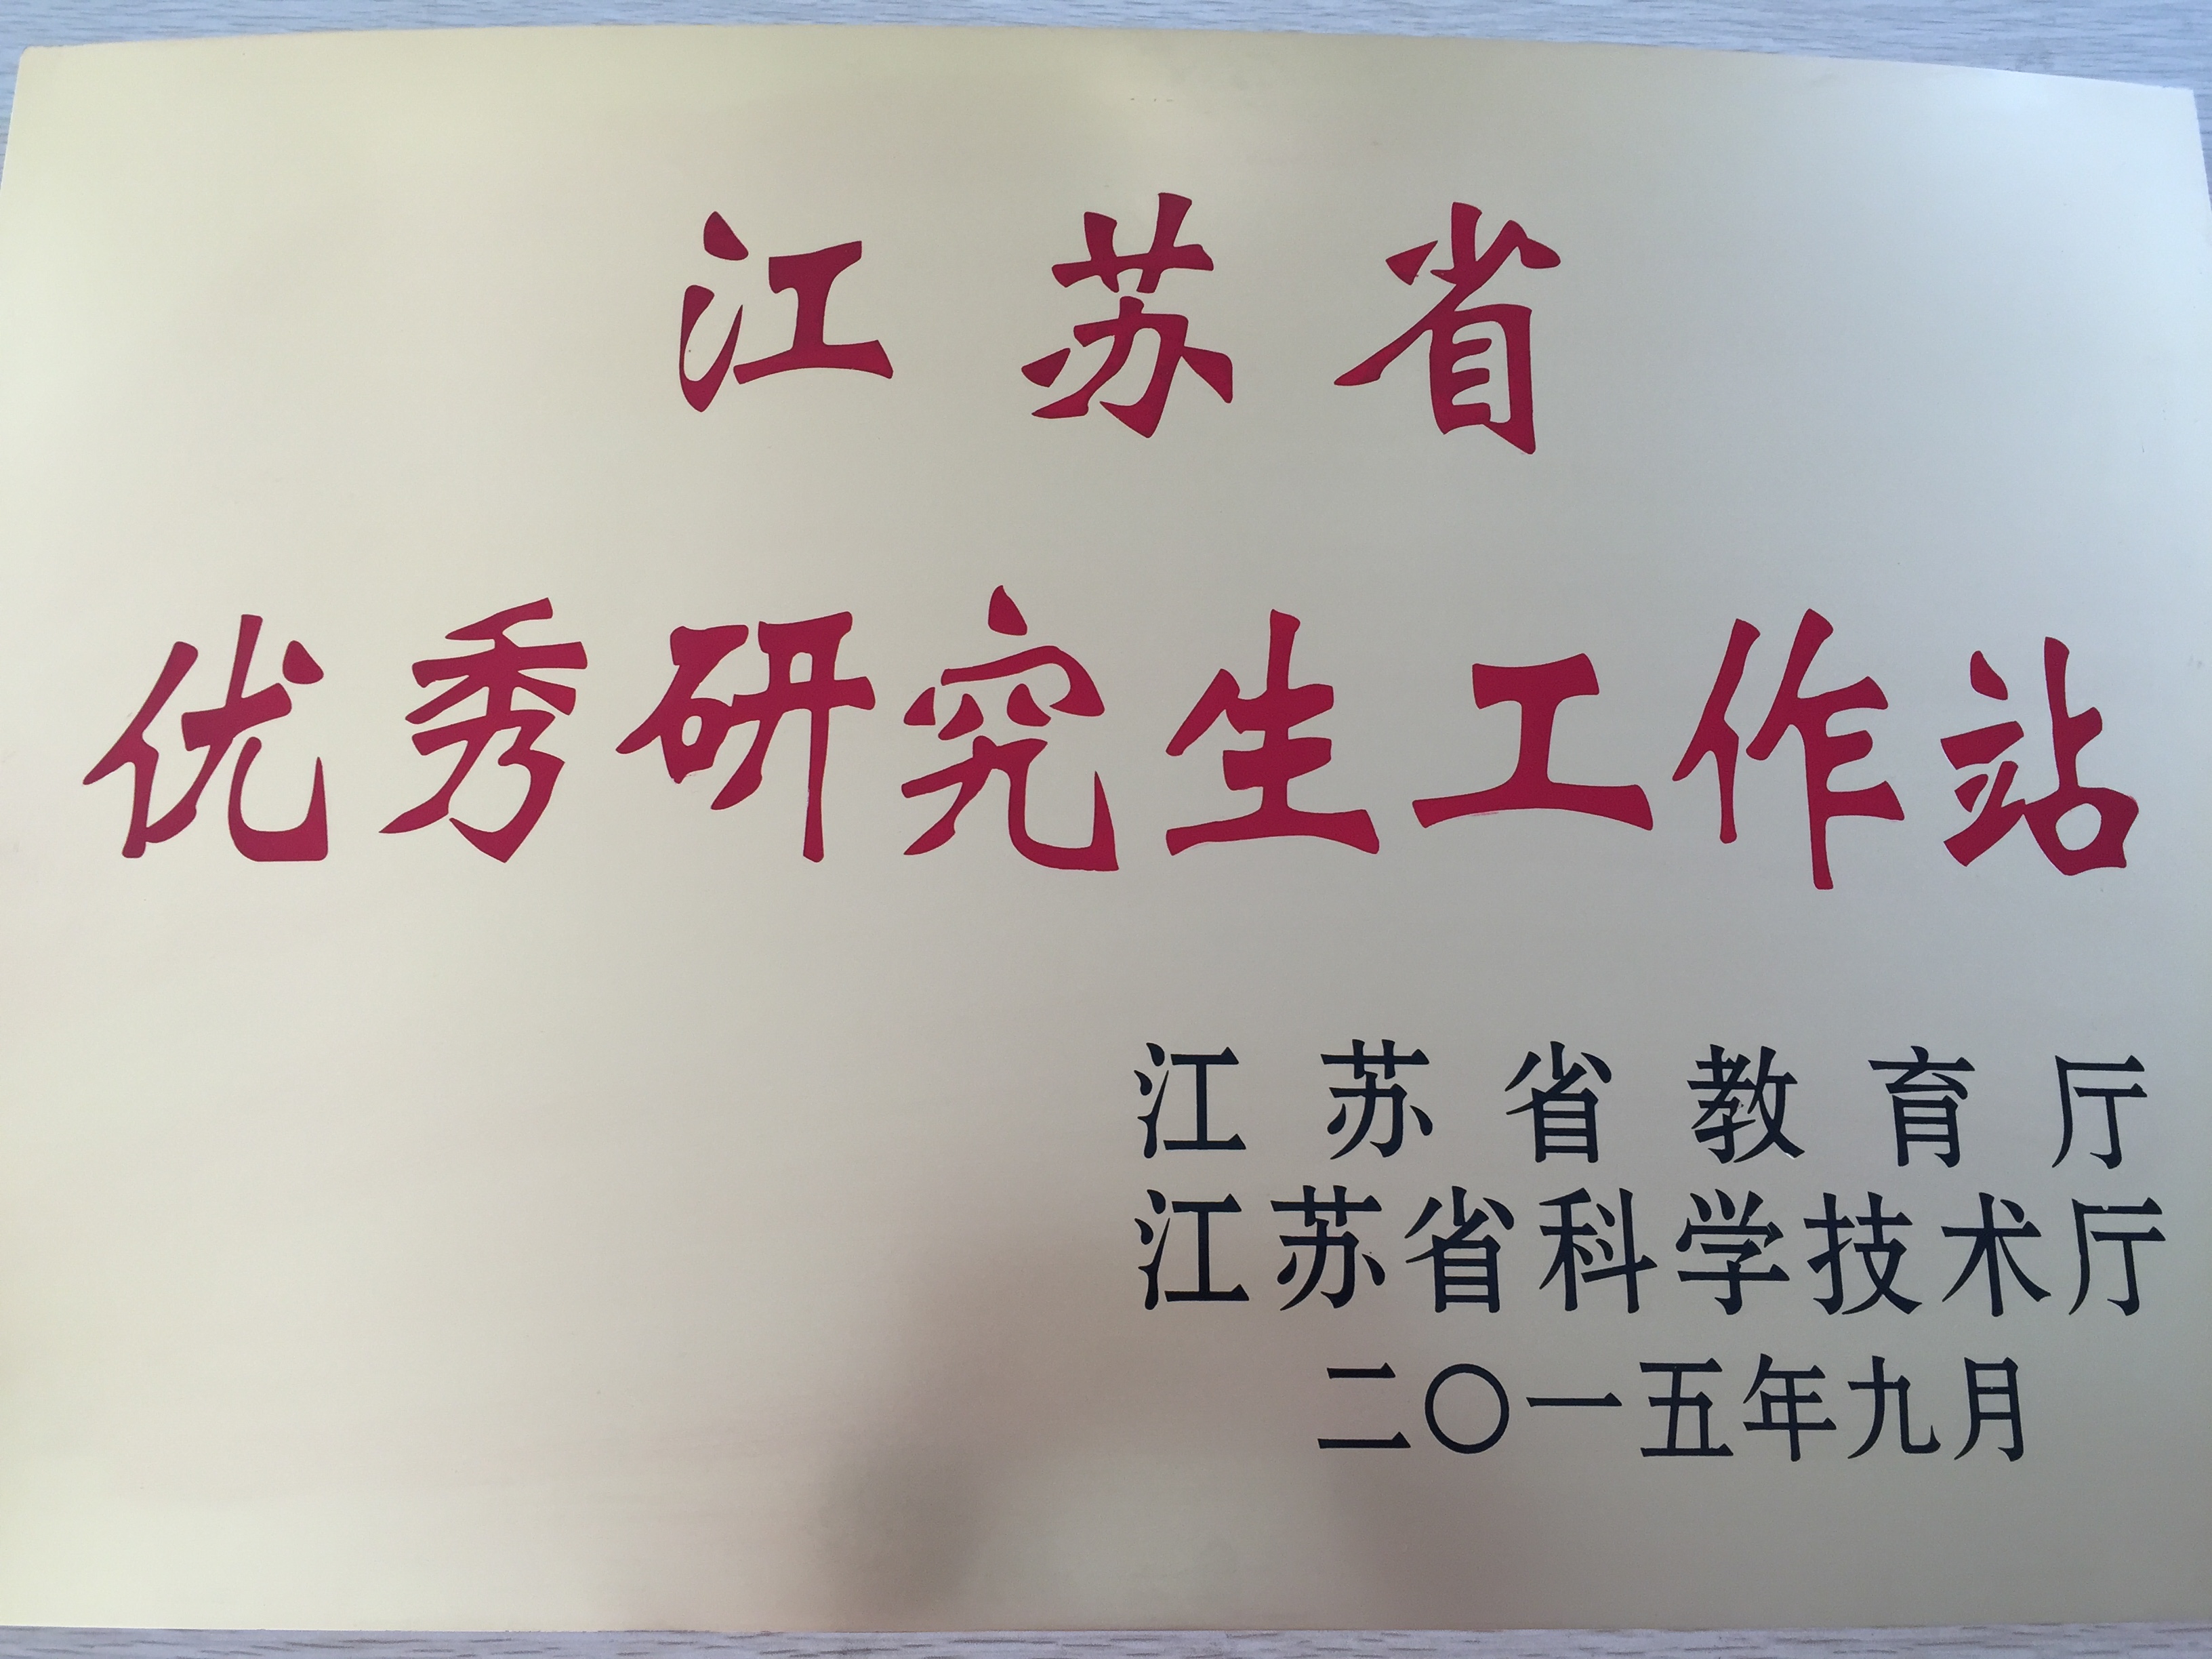 江苏省
优秀研究生工作站
江苏省教育厅
江苏省科学技术厅
二〇一五年九月